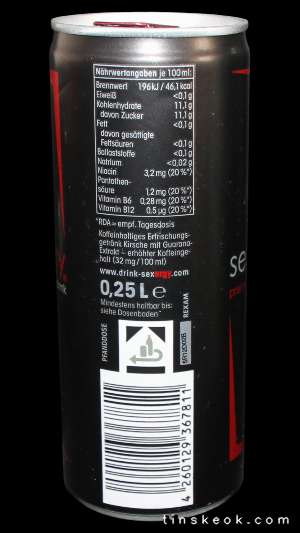 Nährwertangaben je 100ml:
Brennwert 196kJ / 46,1kcal
Eiweiß <0,1g
Kohlenhydrate 11,1g
davon Zucker 11,1g
Fett <0,1g
davon gesättigte
Fettsäuren <0,1g
Ballaststoffe <0,1g
Natrium <0,02g
Niacin 3,2mg (20%*)
Pantothen-
säure 1,2mg (20%*)
Vitamin B6 0,28mg (20%*)
Vitamin B12 0,5µg (20%*)
*RDA = empf. Tagesdosis
Koffeinhaltiges Erfrischungs-
getränk Kirsche mit Guarana-
Extrakt – erhöhter Koffeinge-
halt (32mg/100ml)
www.drink-sexergy.com
0,25L e
Mindestens haltbar bis:
siehe Dosenboden
PFANDDOSE
REXAM
4 260129 367811
se
tinskeok.com